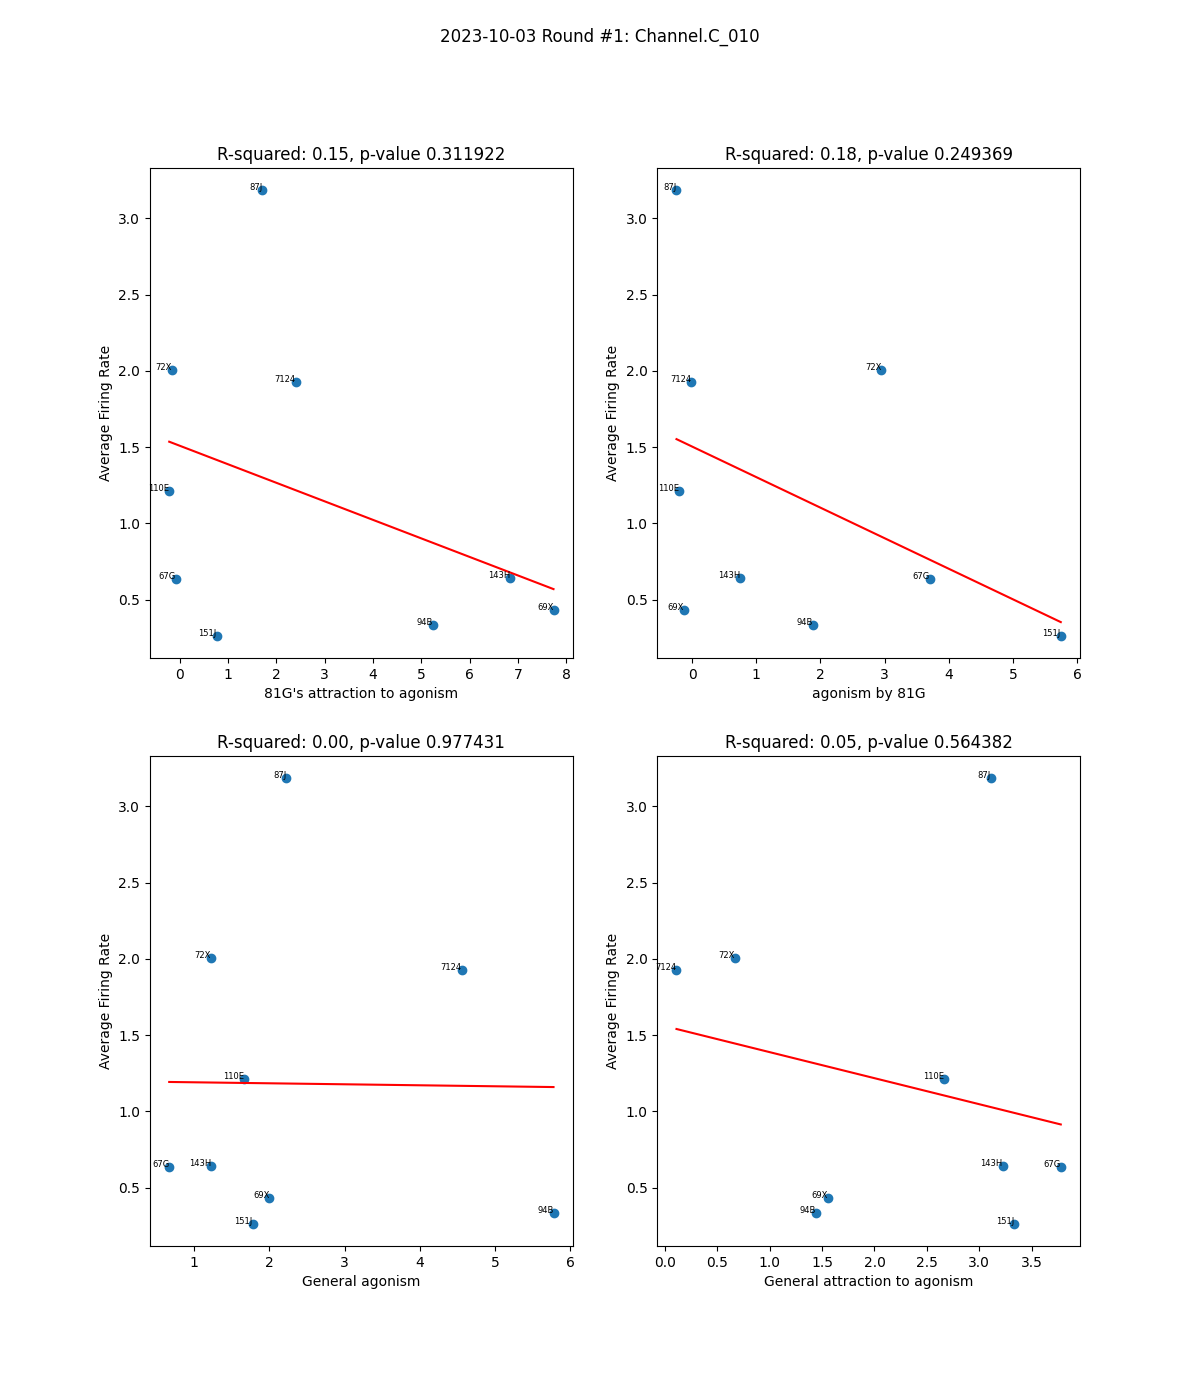 2023-10-03 Round #1: Channel.C_010
R-squared: 0.15, p-value 0.311922
Average Firing Rate
3.0
2.5
2.0
1.5
1.0
0.5
87J
72X
7124
110E
67G
143H
69X
94B
151J
0 1 2 3 4 5 6 7 8
81G's attraction to agonism
R-squared: 0.18, p-value 0.249369
Average Firing Rate
3.0
2.5
2.0
1.5
1.0
0.5
87J
72X
7124
110E
143H
67G
69X
94B
151J
0 1 2 3 4 5 6
agonism by 81G
R-squared: 0.00, p-value 0.977431
Average Firing Rate
3.0
2.5
2.0
1.5
1.0
0.5
87J
72X
7124
110E
67G
143H
69X
94B
151J
1 2 3 4 5 6
General agonism
R-squared: 0.05, p-value 0.564382
Average Firing Rate
3.0
2.5
2.0
1.5
1.0
0.5
87J
72X
7124
110E
143H
67G
69X
94B
151J
0.0 0.5 1.0 1.5 2.0 2.5 3.0 3.5
General attraction to agonism